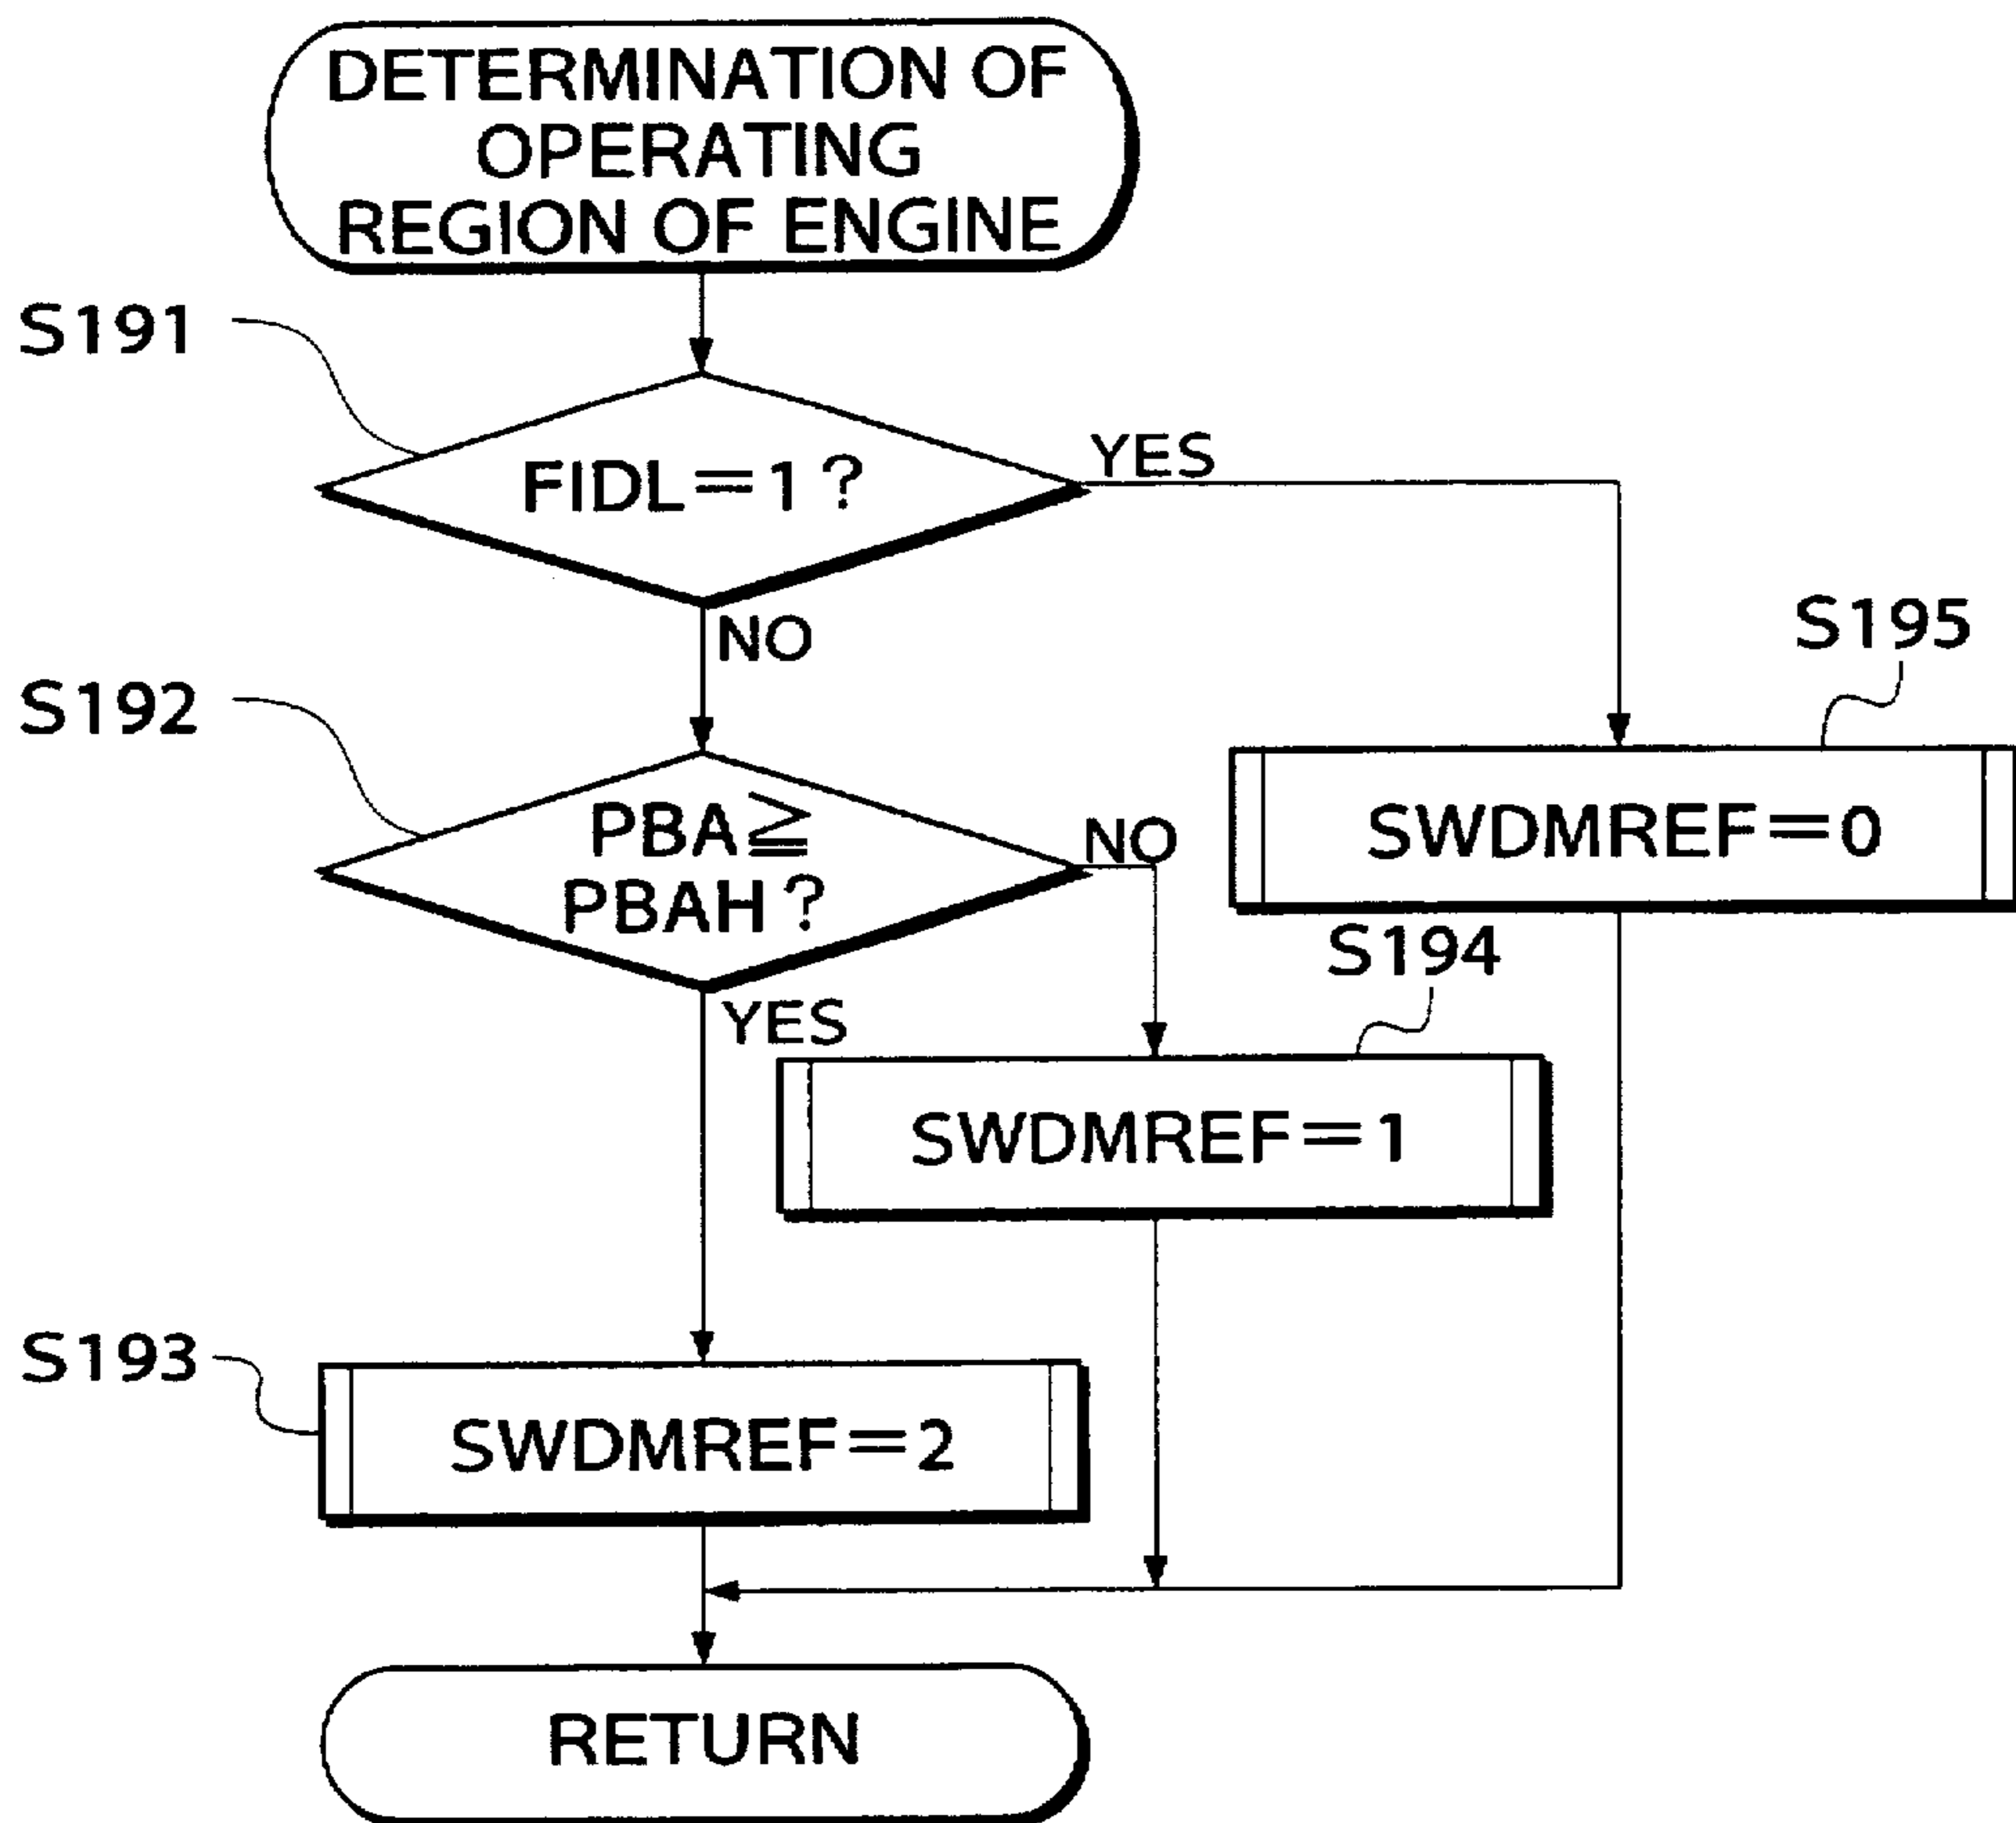 DETERMINATION OF
OPERATING
REGION OF ENGINE
S191
FIDL=1?
YES
NO
S195
S192
PBA≧
PBAH?
NO
SWDMREF=0
S194
YES
SWDMREF=1
S193
SWDMREF=2
RETURN